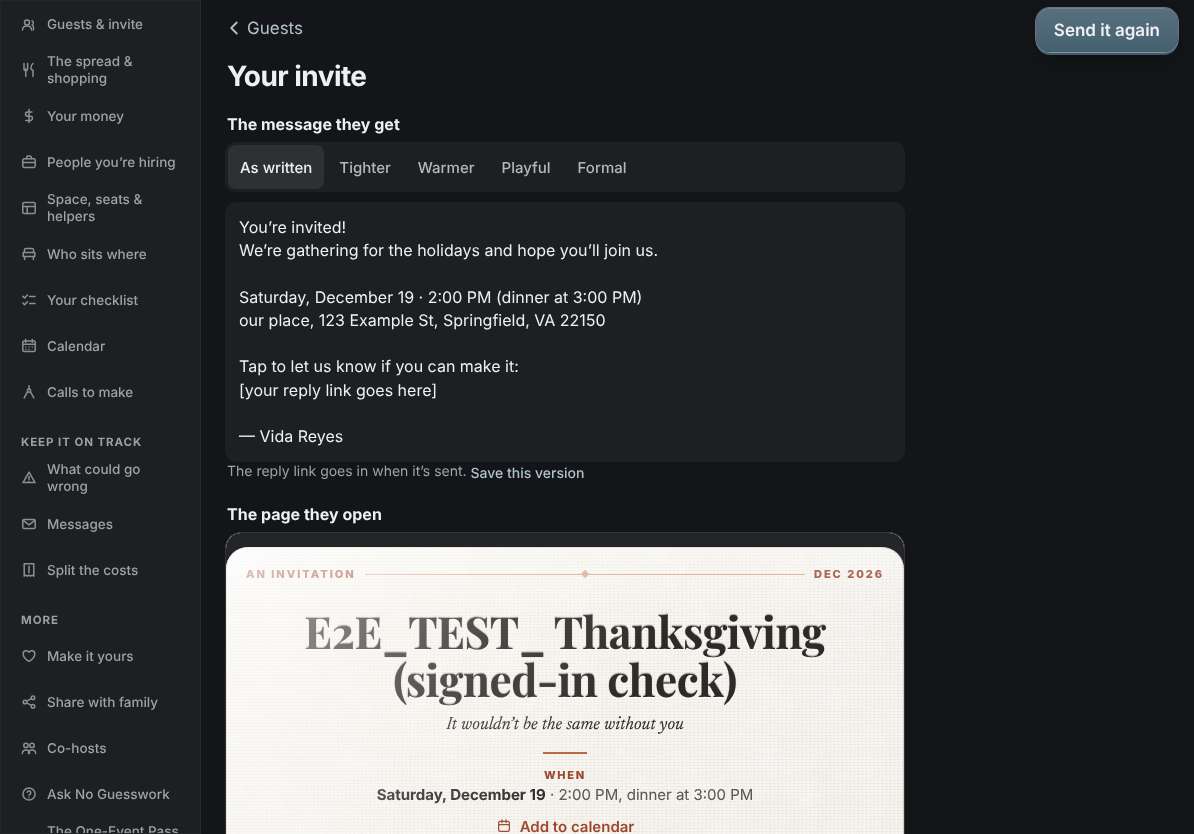 Guests & invite
The spread &
shopping
Your money
People you’re hiring
Space, seats &
helpers
Who sits where
Your checklist
Calendar
Calls to make
KEEP IT ON TRACK
What could go
wrong
Messages
Split the costs
MORE
Make it yours
Share with family
Co-hosts
Ask No Guesswork
The One-Event Pass
Guests
Send it again
Your invite
The message they get
As written Tighter Warmer Playful Formal
You’re invited!
We’re gathering for the holidays and hope you’ll join us.
Saturday, December 19 · 2:00 PM (dinner at 3:00 PM)
our place, 123 Example St, Springfield, VA 22150
Tap to let us know if you can make it:
[your reply link goes here]
— Vida Reyes
The reply link goes in when it’s sent. Save this version
The page they open
AN INVITATION DEC 2026
E2E_TEST_ Thanksgiving
(signed-in check)
It wouldn’t be the same without you
WHEN
Saturday, December 19 · 2:00 PM, dinner at 3:00 PM
Add to calendar